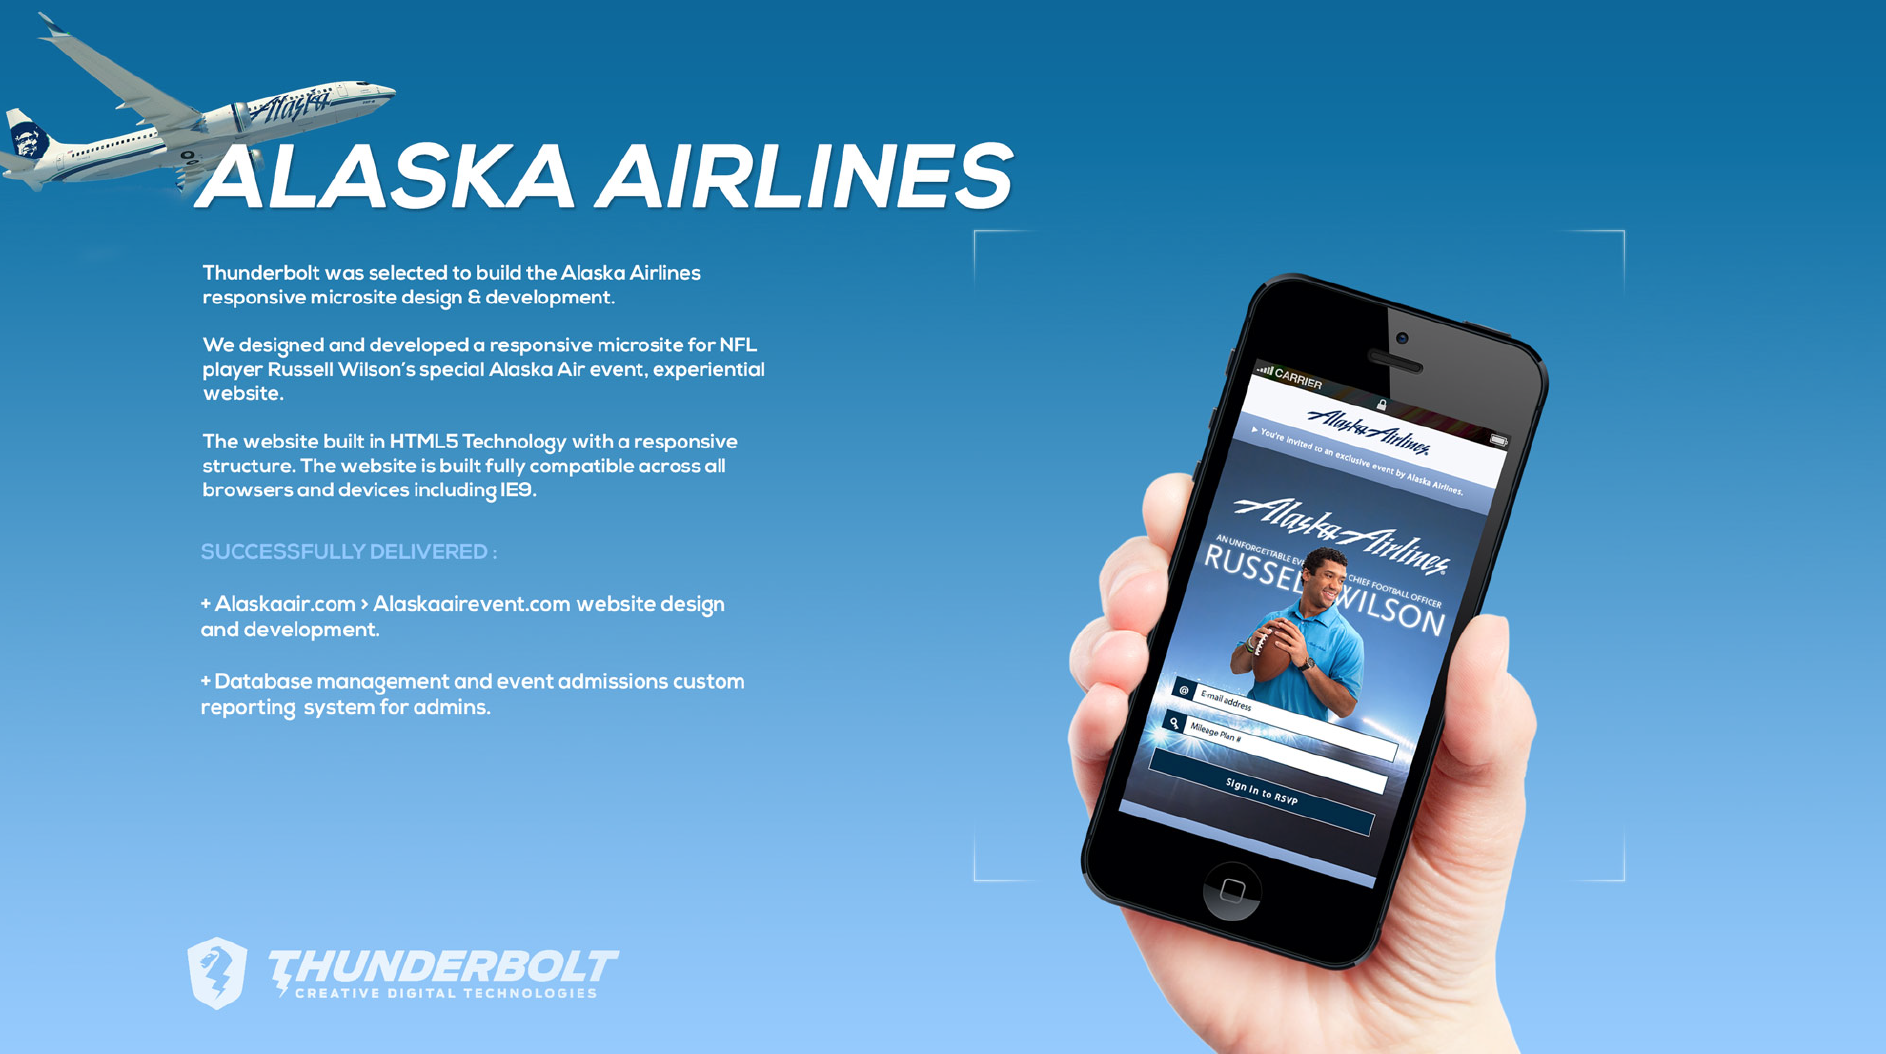 Alaska
ALASKA AIRLINES
Thunderbolt was selected to build the Alaska Airlines
responsive microsite design & development.
We designed and developed a responsive microsite for NFL
player Russell Wilson's special Alaska Air event, experiential
website.
The website built in HTML5 Technology with a responsive
structure. The website is built fully compatible across all
browsers and devices including IE9.
SUCCESSFULLY DELIVERED :
+ Alaskaair.com > Alaskaairevent.com website design
and development.
+ Database management and event admissions custom
reporting system for admins.
THUNDERBOLT
CREATIVE DIGITAL TECHNOLOGIES
CARRIER
Alaska Airlines.
You're invited to an exclusive event by Alaska Airlines.
Alaska Airlines
AN UNFORGETTABLE CHIEF FOOTBALL OFFICER
RUSSELL WILSON
@ E-mail address
Mileage Plan #
Sign in to RSVP